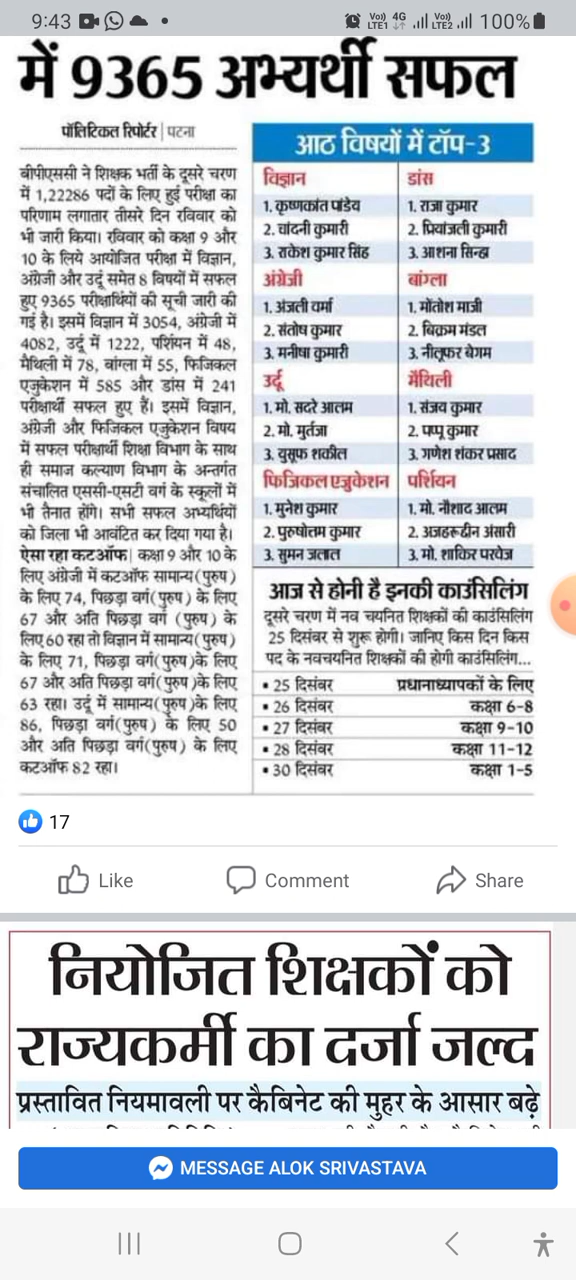 9:43
Vo)) 4G Vo))
LTE1 LTE2 100%
में 9365 अभ्यर्थी सफल
पॉलिटिकल रिपोर्टर | पटना
बीपीएससी ने शिक्षक भर्ती के दूसरे चरण
में 1,22286 पदों के लिए हुई परीक्षा का
परिणाम लगातार तीसरे दिन रविवार को
भी जारी किया। रविवार को कक्षा 9 और
10 के लिये आयोजित परीक्षा में विज्ञान,
अंग्रेजी और उर्दू समेत 8 विषयों में सफल
हुए 9365 परीक्षार्थियों की सूची जारी की
गई है। इसमें विज्ञान में 3054, अंग्रेजी में
4082, उर्दू में 1222, पर्शियन में 48,
मैथिली में 78, बांग्ला में 55, फिजिकल
एजुकेशन में 585 और डांस में 241
परीक्षार्थी सफल हुए हैं। इसमें विज्ञान,
अंग्रेजी और फिजिकल एजुकेशन विषय
में सफल परीक्षार्थी शिक्षा विभाग के साथ
ही समाज कल्याण विभाग के अन्तर्गत
संचालित एससी-एसटी वर्ग के स्कूलों में
भी तैनात होंगे। सभी सफल अभ्यर्थियों
को जिला भी आवंटित कर दिया गया है।
ऐसा रहा कटऑफ| कक्षा 9 और 10 के
लिए अंग्रेजी में कटऑफ सामान्य(पुरुष)
के लिए 74, पिछड़ा वर्ग(पुरुष) के लिए
67 और अति पिछड़ा वर्ग (पुरुष) के
लिए 60 रहा तो विज्ञान में सामान्य(पुरुष)
के लिए 71, पिछड़ा वर्ग(पुरुष)के लिए
67 और अति पिछड़ा वर्ग(पुरुष )के लिए
63 रहा। उर्दू में सामान्य(पुरुष)के लिए
86, पिछड़ा वर्ग(पुरुष) के लिए 50
और अति पिछड़ा वर्ग(पुरुष) के लिए
कटऑफ 82 रहा।
आठ विषयों में टॉप-3
विज्ञान
1. कृष्णकांत पांडेय
2. चांदनी कुमारी
3. राकेश कुमार सिंह
अंग्रेजी
1. अंजली वर्मा
2. संतोष कुमार
3. मनीषा कुमारी
उर्दू
1. मो. सदरे आलम
2. मो. मुर्तजा
3. युसूफ शकील
फिजिकल एजुकेशन
1. मुनेश कुमार
2. पुरुषोतम कुमार
3. सुमन जलाल
डांस
1. राजा कुमार
2. प्रियांजली कुमारी
3. आशना सिन्हा
बांग्ला
1. मोंतोश माजी
2. बिक्रम मंडल
3. नीलूफर बेगम
मैथिली
1. संजय कुमार
2. पप्पू कुमार
3. गणेश शंकर प्रसाद
पर्शियन
1. मो. नौशाद आलम
2. अजहरूद्दीन अंसारी
3. मो. शाकिर परवेज
आज से होनी है इनकी काउंसिलिंग
दूसरे चरण में नव चयनित शिक्षकों की काउंसिलिंग
25 दिसंबर से शुरू होगी। जानिए किस दिन किस
पद के नवचयनित शिक्षकों की होगी काउंसिलिंग...
• 25 दिसंबर प्रधानाध्यापकों के लिए
• 26 दिसंबर कक्षा 6-8
• 27 दिसंबर कक्षा 9-10
• 28 दिसंबर कक्षा 11-12
• 30 दिसंबर कक्षा 1-5
17
Like Comment Share
नियोजित शिक्षकों को
राज्यकर्मी का दर्जा जल्द
प्रस्तावित नियमावली पर कैबिनेट की मुहर के आसार बढ़े
MESSAGE ALOK SRIVASTAVA